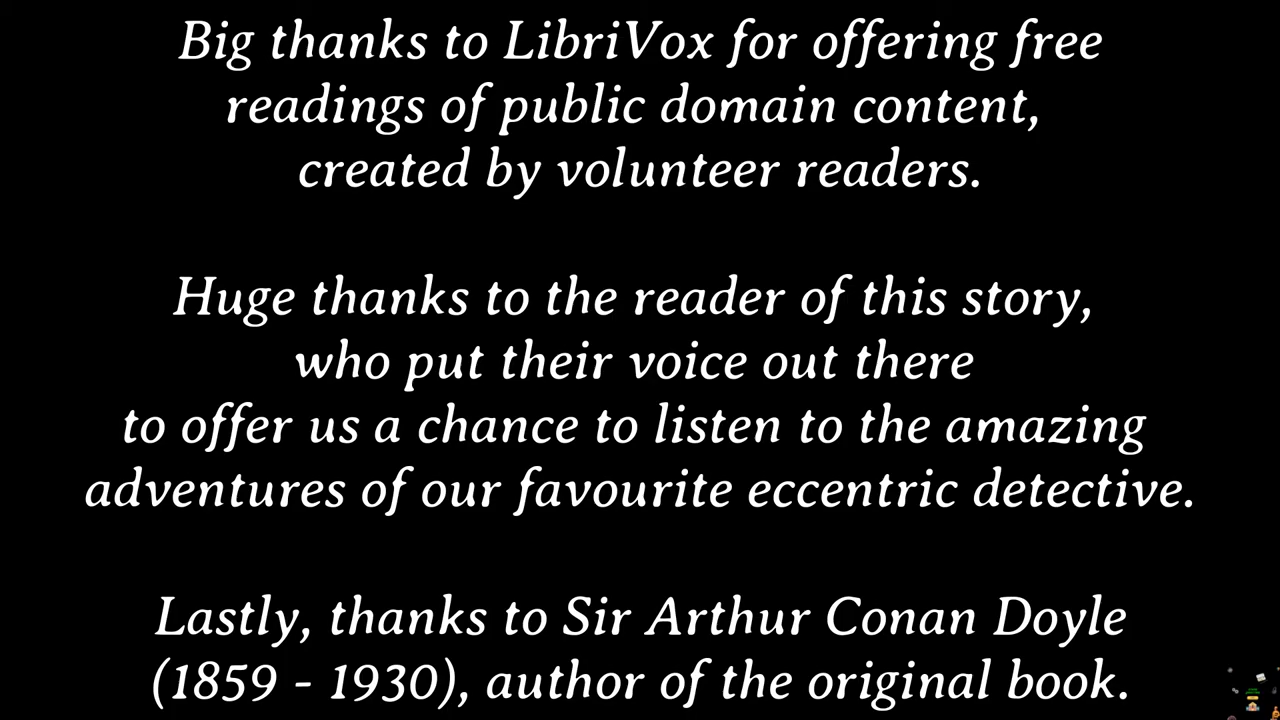 Big thanks to LibriVox for offering free
readings of public domain content,
created by volunteer readers.
Huge thanks to the reader of this story,
who put their voice out there
to offer us a chance to listen to the amazing
adventures of our favourite eccentric detective.
Lastly, thanks to Sir Arthur Conan Doyle
(1859 - 1930), author of the original book.